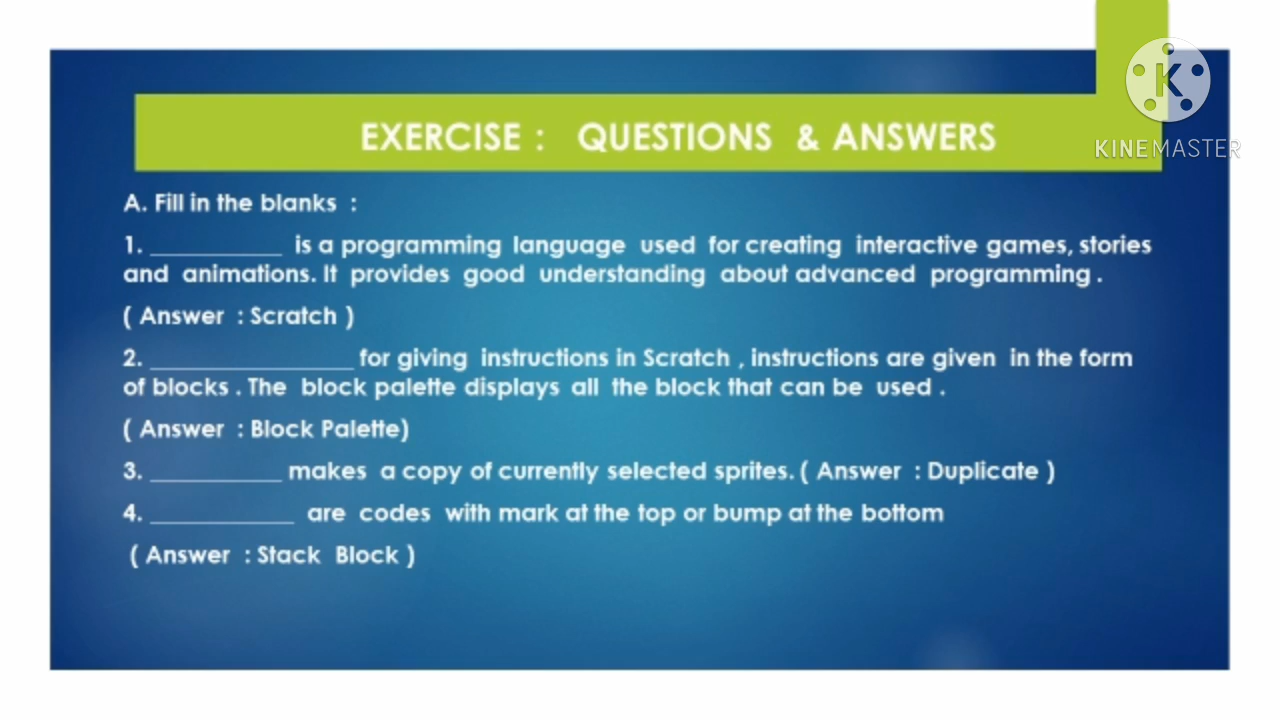 KINEMASTER
EXERCISE : QUESTIONS & ANSWERS
A. Fill in the blanks :
1. __________ is a programming language used for creating interactive games, stories
and animations. It provides good understanding about advanced programming .
( Answer : Scratch )
2. ________________ for giving instructions in Scratch , instructions are given in the form
of blocks . The block palette displays all the block that can be used .
( Answer : Block Palette)
3. __________ makes a copy of currently selected sprites. ( Answer : Duplicate )
4. ___________ are codes with mark at the top or bump at the bottom
( Answer : Stack Block )